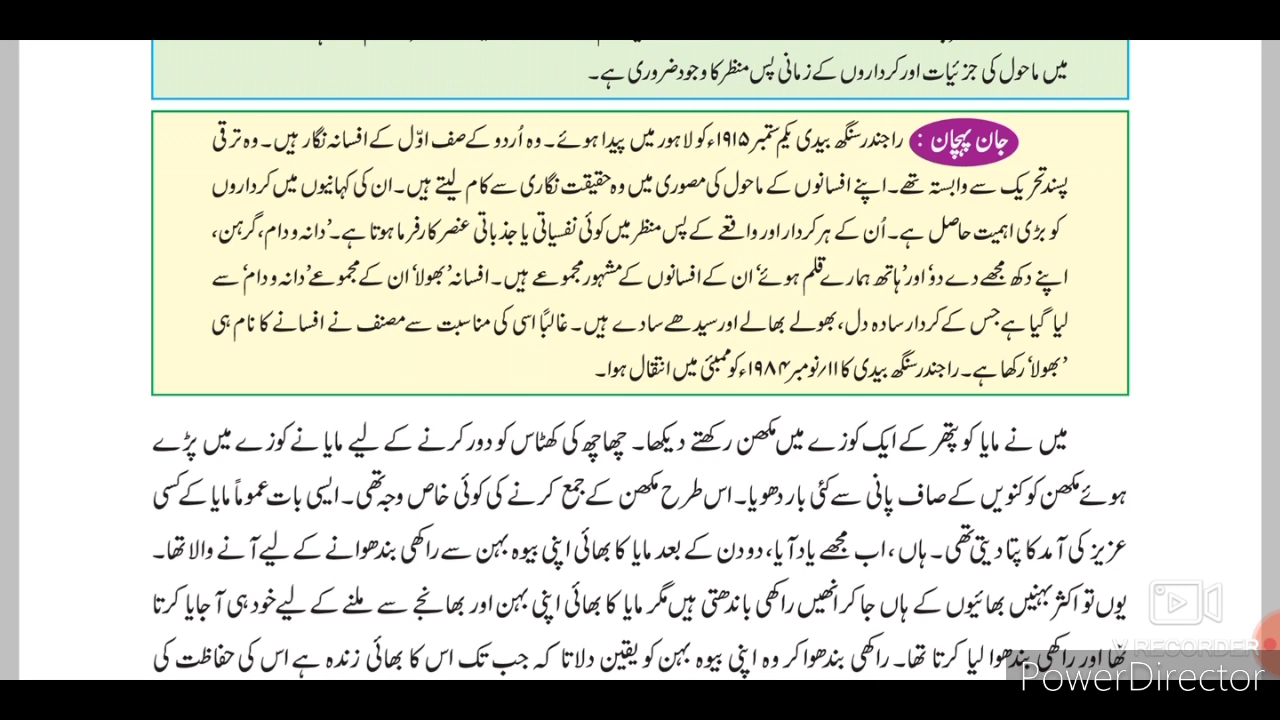 میں ماحول کی جزئیات اور کرداروں کے زمانی پس منظر کا وجود ضروری ہے۔
جان پہچان : راجندر سنگھ بیدی یکم ستمبر ۱۹۱۵ء کو لاہور میں پیدا ہوئے۔ وہ اُردو کے صف اوّل کے افسانہ نگار ہیں۔ وہ ترقی
پسند تحریک سے وابستہ تھے۔ اپنے افسانوں کے ماحول کی مصوری میں وہ حقیقت نگاری سے کام لیتے ہیں۔ ان کی کہانیوں میں کرداروں
کو بڑی اہمیت حاصل ہے۔ اُن کے ہر کردار اور واقعے کے پس منظر میں کوئی نفسیاتی یا جذباتی عنصر کارفرما ہوتا ہے۔ ’دانہ و دام، گرہن،
اپنے دکھ مجھے دے دو‘ اور ’ہاتھ ہمارے قلم ہوئے‘ ان کے افسانوں کے مشہور مجموعے ہیں۔ افسانہ ’بھولا‘ ان کے مجموعے ’دانہ و دام‘ سے
لیا گیا ہے جس کے کردار سادہ دل، بھولے بھالے اور سیدھے سادے ہیں۔ غالباً اسی کی مناسبت سے مصنف نے افسانے کا نام ہی
’بھولا‘ رکھا ہے۔ راجندر سنگھ بیدی کا ۱۱؍نومبر ۱۹۸۴ء کو ممبئی میں انتقال ہوا۔
میں نے مایا کو پتھر کے ایک کوزے میں مکھن رکھتے دیکھا۔ چھاچھ کی کھٹاس کو دور کرنے کے لیے مایا نے کوزے میں پڑے
ہوئے مکھن کو کنویں کے صاف پانی سے کئی بار دھویا۔ اس طرح مکھن کے جمع کرنے کی کوئی خاص وجہ تھی۔ ایسی بات عموماً مایا کے کسی
عزیز کی آمد کا پتا دیتی تھی۔ ہاں، اب مجھے یاد آیا، دو دن کے بعد مایا کا بھائی اپنی بیوہ بہن سے راکھی بندھوانے کے لیے آنے والا تھا۔
یوں تو اکثر بہنیں بھائیوں کے ہاں جا کر انھیں راکھی باندھتی ہیں مگر مایا کا بھائی اپنی بہن اور بھانجے سے ملنے کے لیے خود ہی آ جایا کرتا
تھا اور راکھی بندھوا لیا کرتا تھا۔ راکھی بندھوا کر وہ اپنی بیوہ بہن کو یقین دلاتا کہ جب تک اس کا بھائی زندہ ہے اس کی حفاظت کی
V RECORDER
PowerDirector